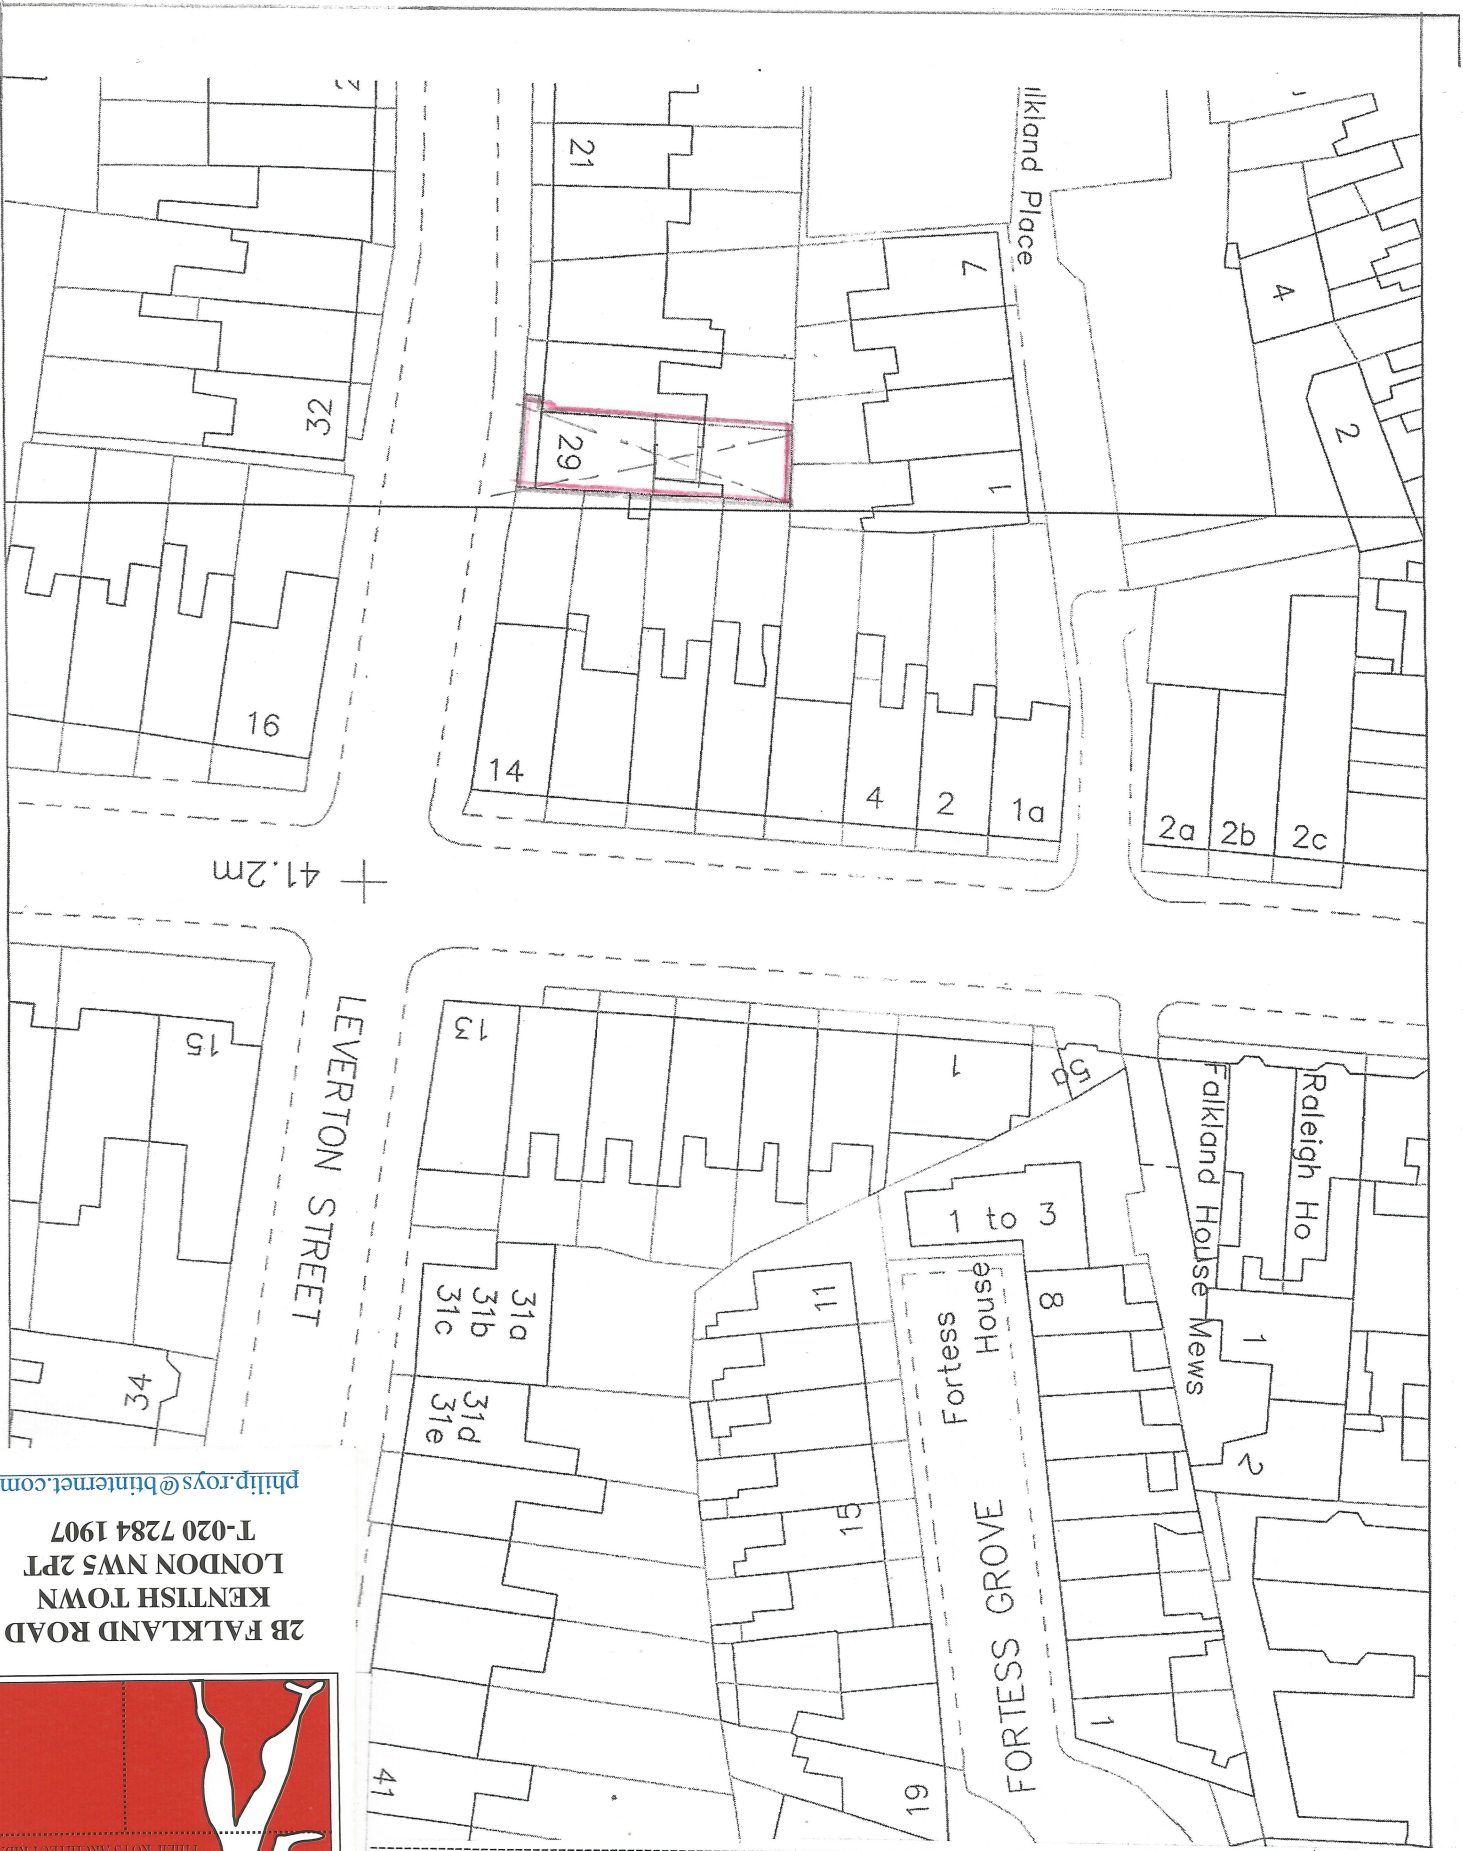 21
7
ilkland Place
4
2
32
29
1
16
14
4
2
1a
2a
2b
2c
41.2m
LEVERTON STREET
15
13
1
5a
Falkland House Mews
Raleigh Ho
1 to 3
Fortess
House
8
11
31a
31b
31c
31d
31e
34
1
2
15
FORTESS GROVE
19
1
41
2B FALKLAND ROAD
KENTISH TOWN
LONDON NW5 2PT
T-020 7284 1907
philip.roys@btinternet.com